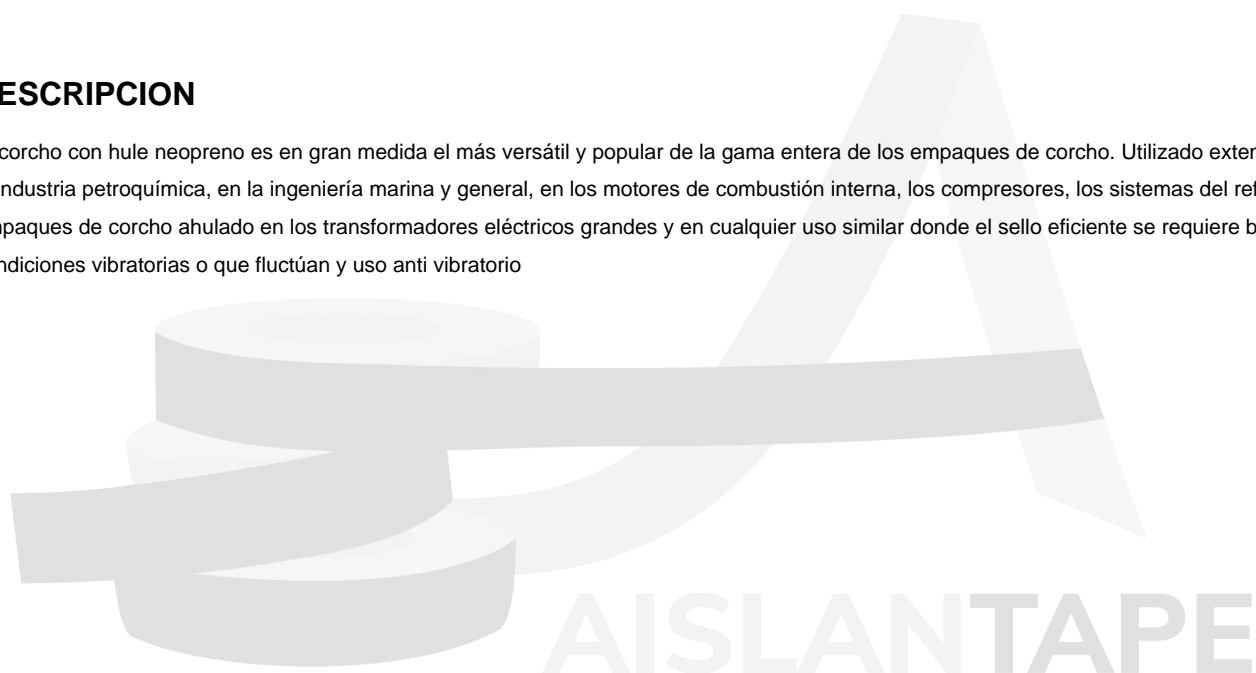 ESCRIPCION
corcho con hule neopreno es en gran medida el más versátil y popular de la gama entera de los empaques de corcho. Utilizado exten
industria petroquímica, en la ingeniería marina y general, en los motores de combustión interna, los compresores, los sistemas del ref
paques de corcho ahulado en los transformadores eléctricos grandes y en cualquier uso similar donde el sello eficiente se requiere b
ndiciones vibratorias o que fluctúan y uso anti vibratorio
AISLANTAPE